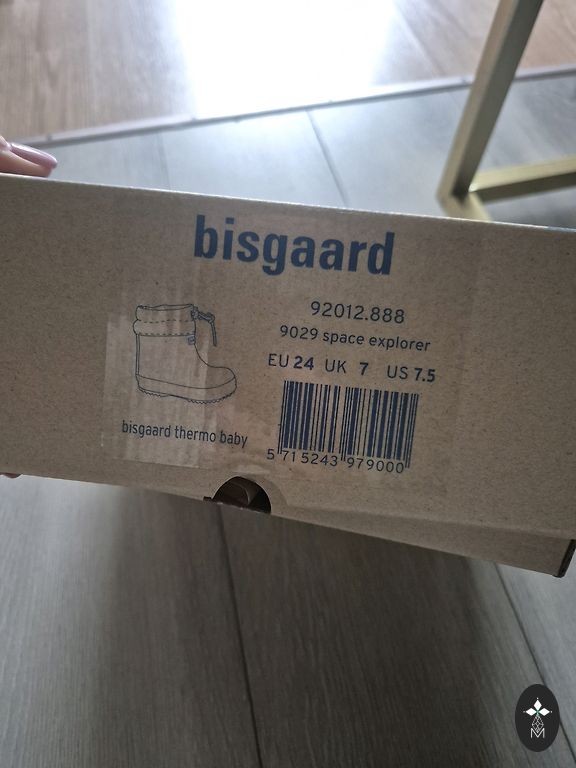 bisgaard
92012.888
9029 space explorer
EU 24 UK 7 US 7.5
bisgaard thermo baby
5 715243 979000
M